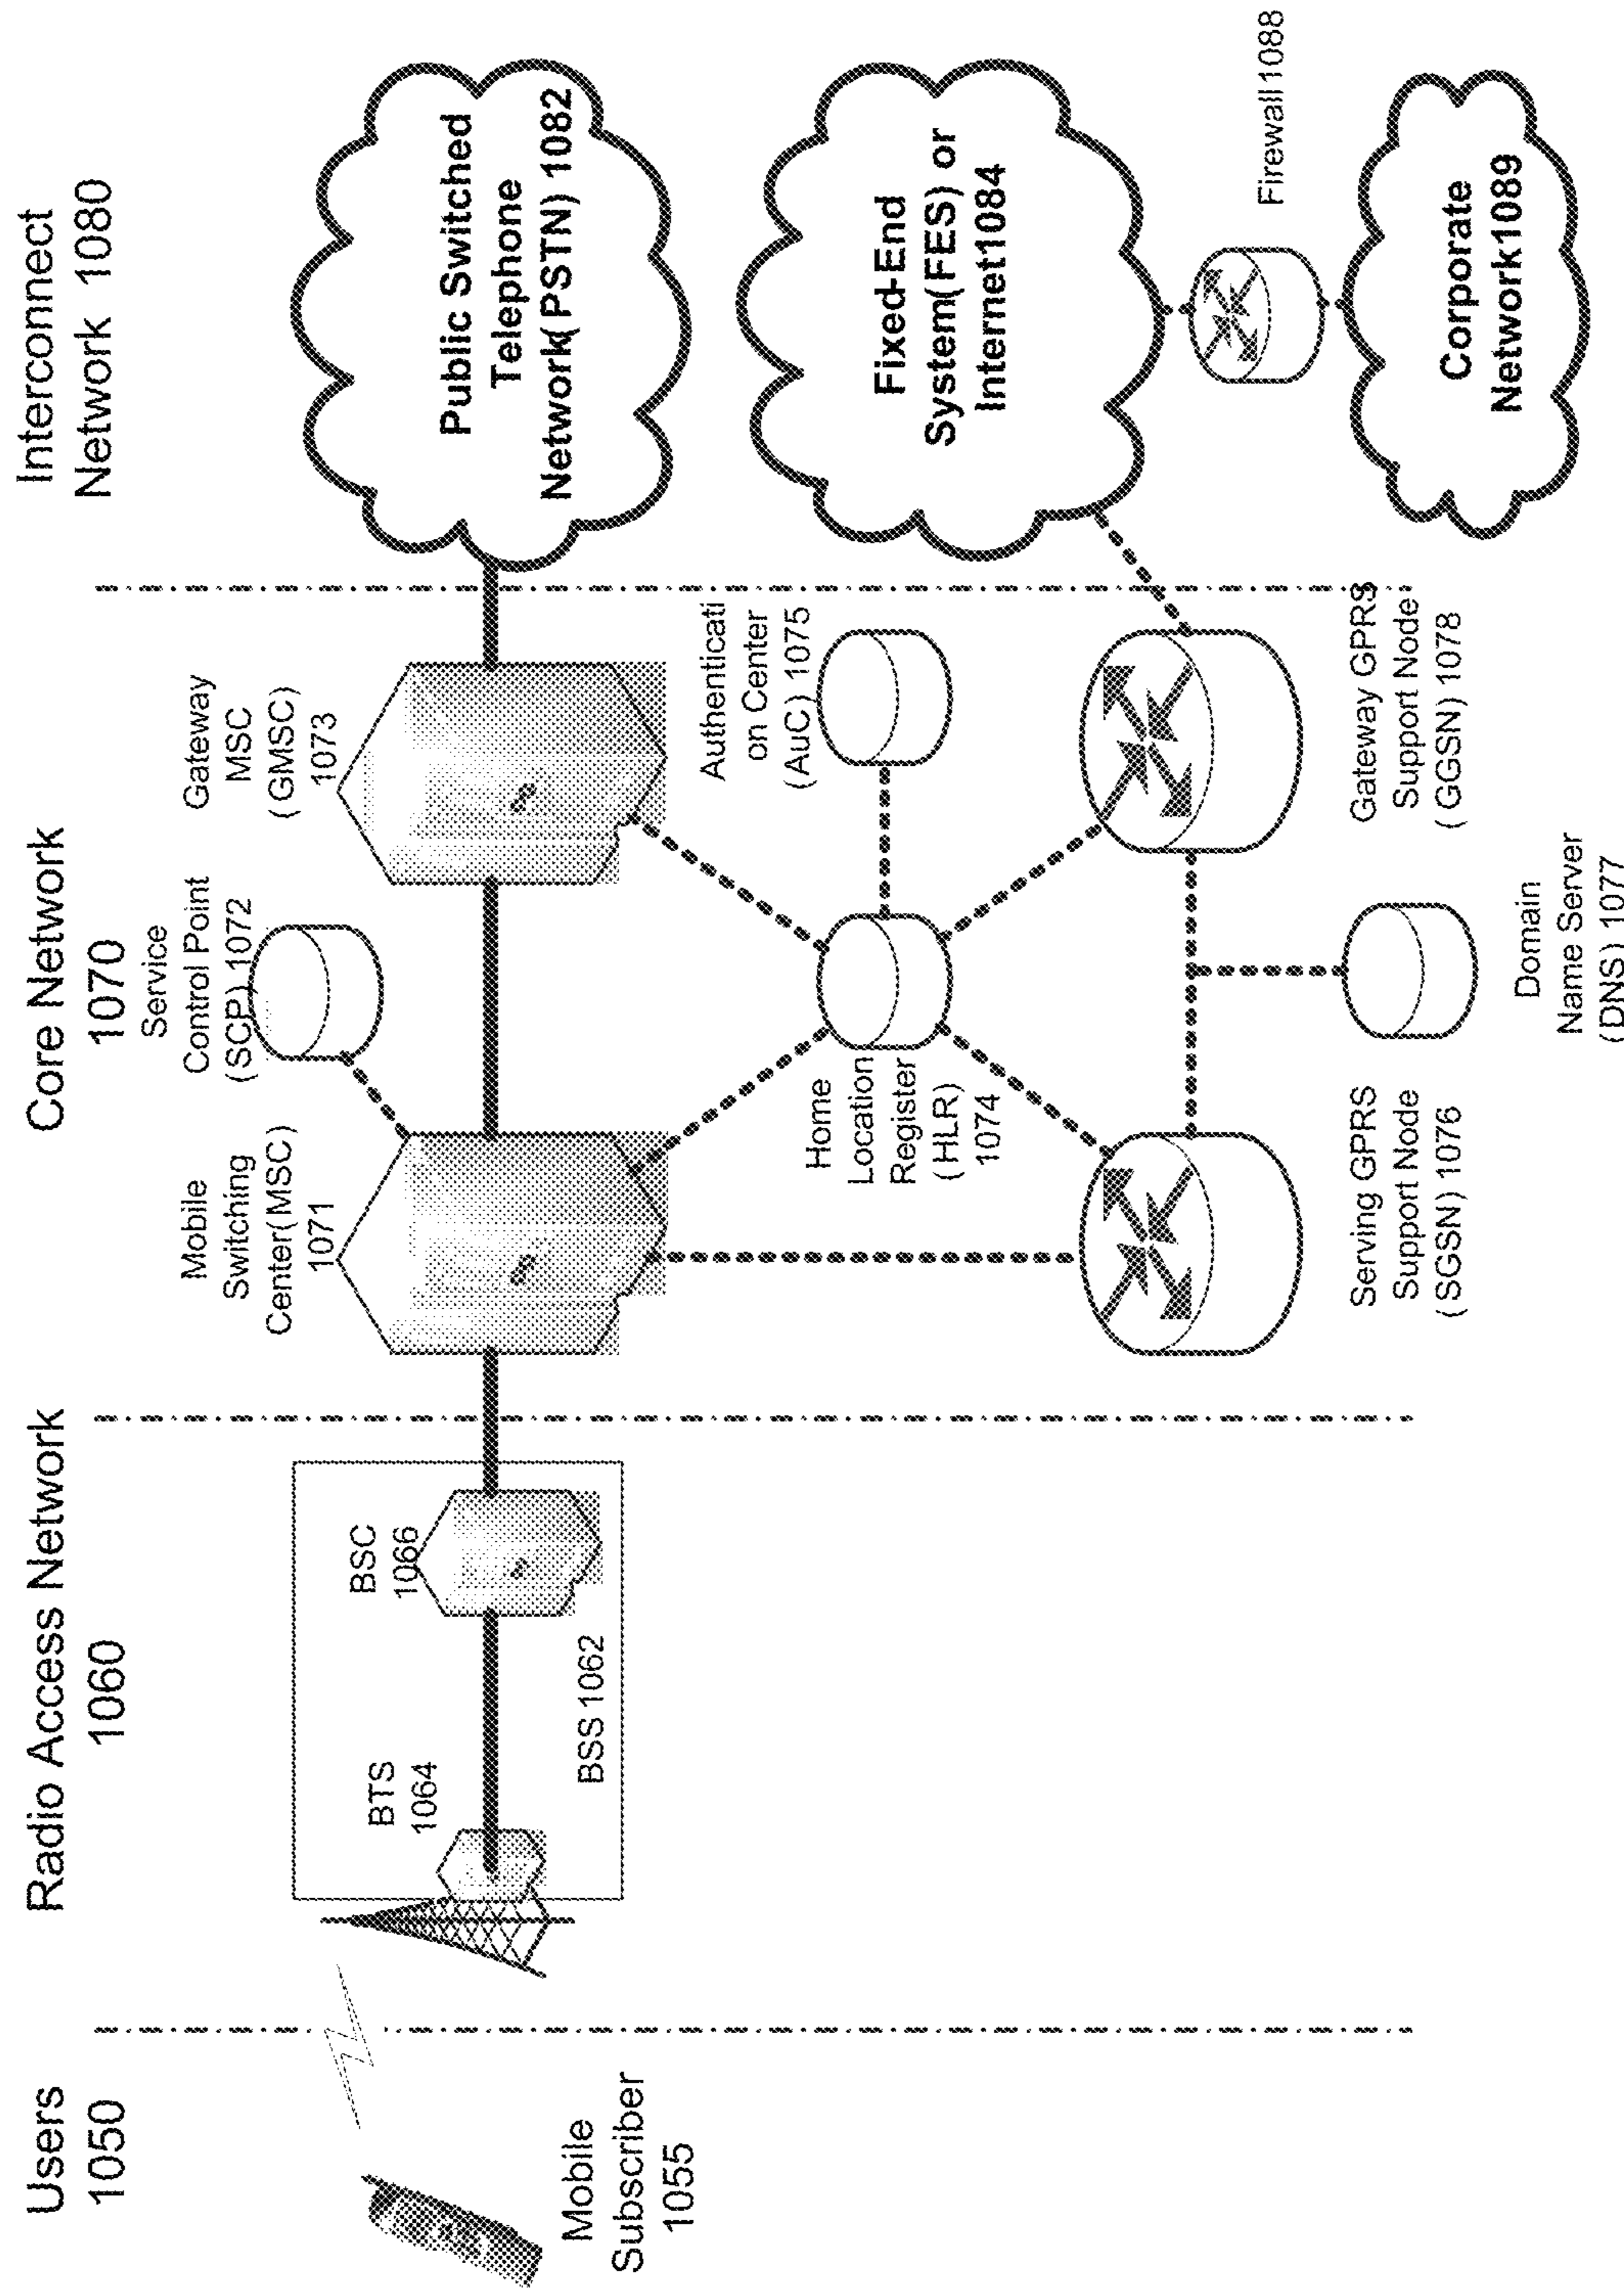 Users
1050
Radio Access Network
1060
Core Network
1070
Interconnect
Network 1080
Mobile
Subscriber
1055
BTS
1064
BSC
1066
BSS 1062
Mobile
Switching
Center(MSC)
1071
Service
Control Point
(SCP) 1072
Gateway
MSC
(GMSC)
1073
Home
Location
Register
(HLR)
1074
Authenticati
on Center
(AuC) 1075
Serving GPRS
Support Node
(SGSN) 1076
Domain
Name Server
(DNS) 1077
Gateway GPRS
Support Node
(GGSN) 1078
Public Switched
Telephone
Network(PSTN) 1082
Fixed-End
System(FES) or
Internet1084
Firewall 1088
Corporate
Network1089